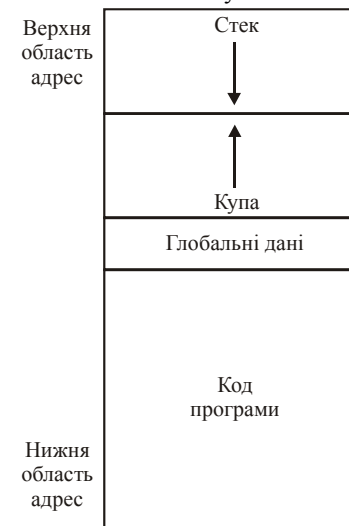 Верхня
область
адрес
Стек
Купа
Глобальні дані
Код
програми
Нижня
область
адрес